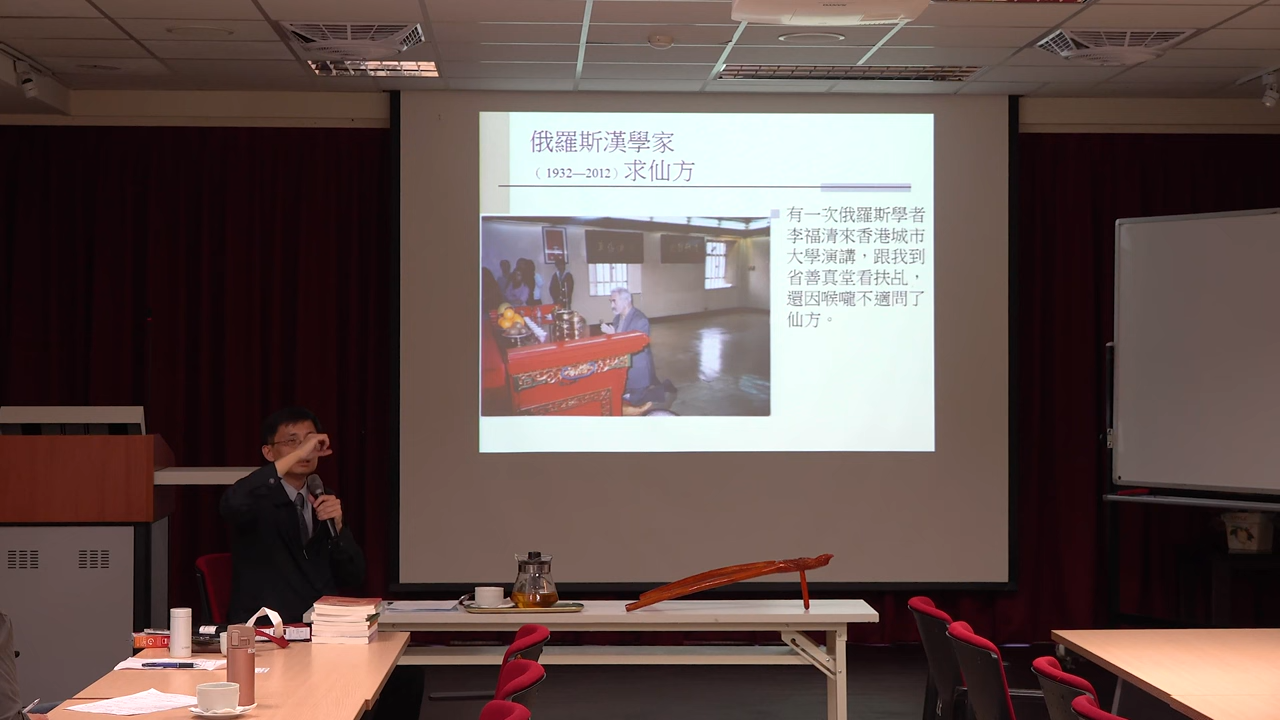 俄羅斯漢學家
（1932—2012）求仙方
有一次俄羅斯學者
李福清來香港城市
大學演講，跟我到
省善真堂看扶乩，
還因喉嚨不適問了
仙方。